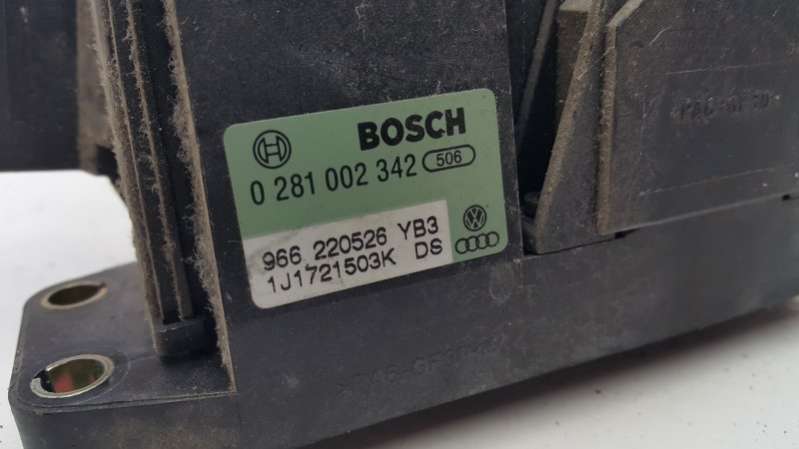 BOSCH
0 281 002 342 506
966 220526 YB3
1J1721503K DS